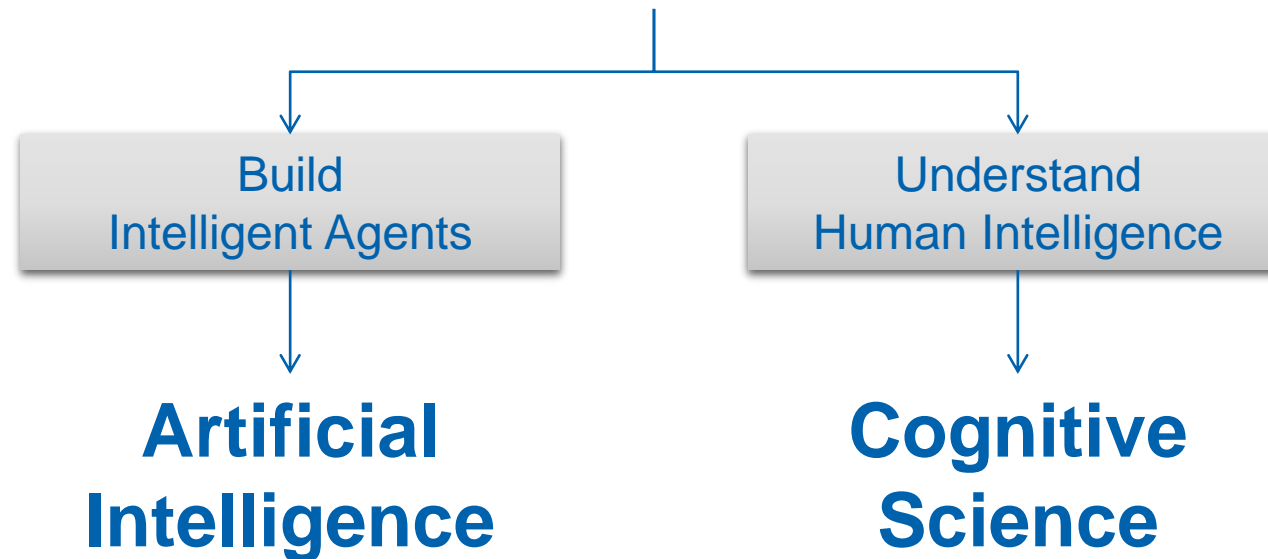 Build
Intelligent Agents
Understand
Human Intelligence
Artificial
Intelligence
Cognitive
Science